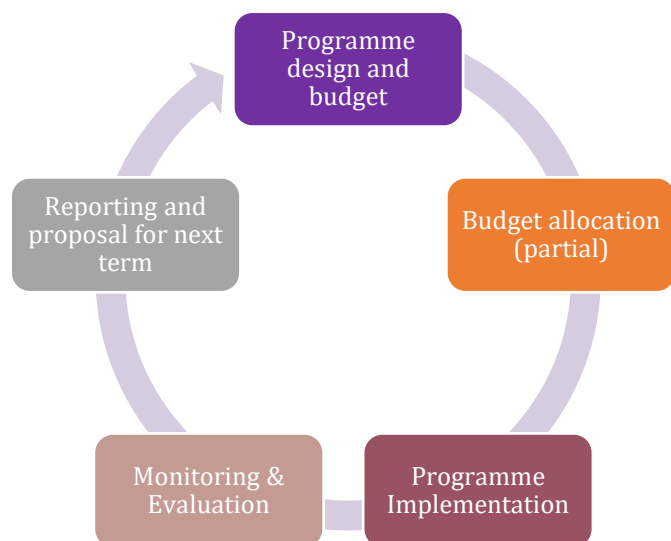 Programme
design and
budget
Budget allocation
(partial)
Programme
Implementation
Monitoring &
Evaluation
Reporting and
proposal for next
term